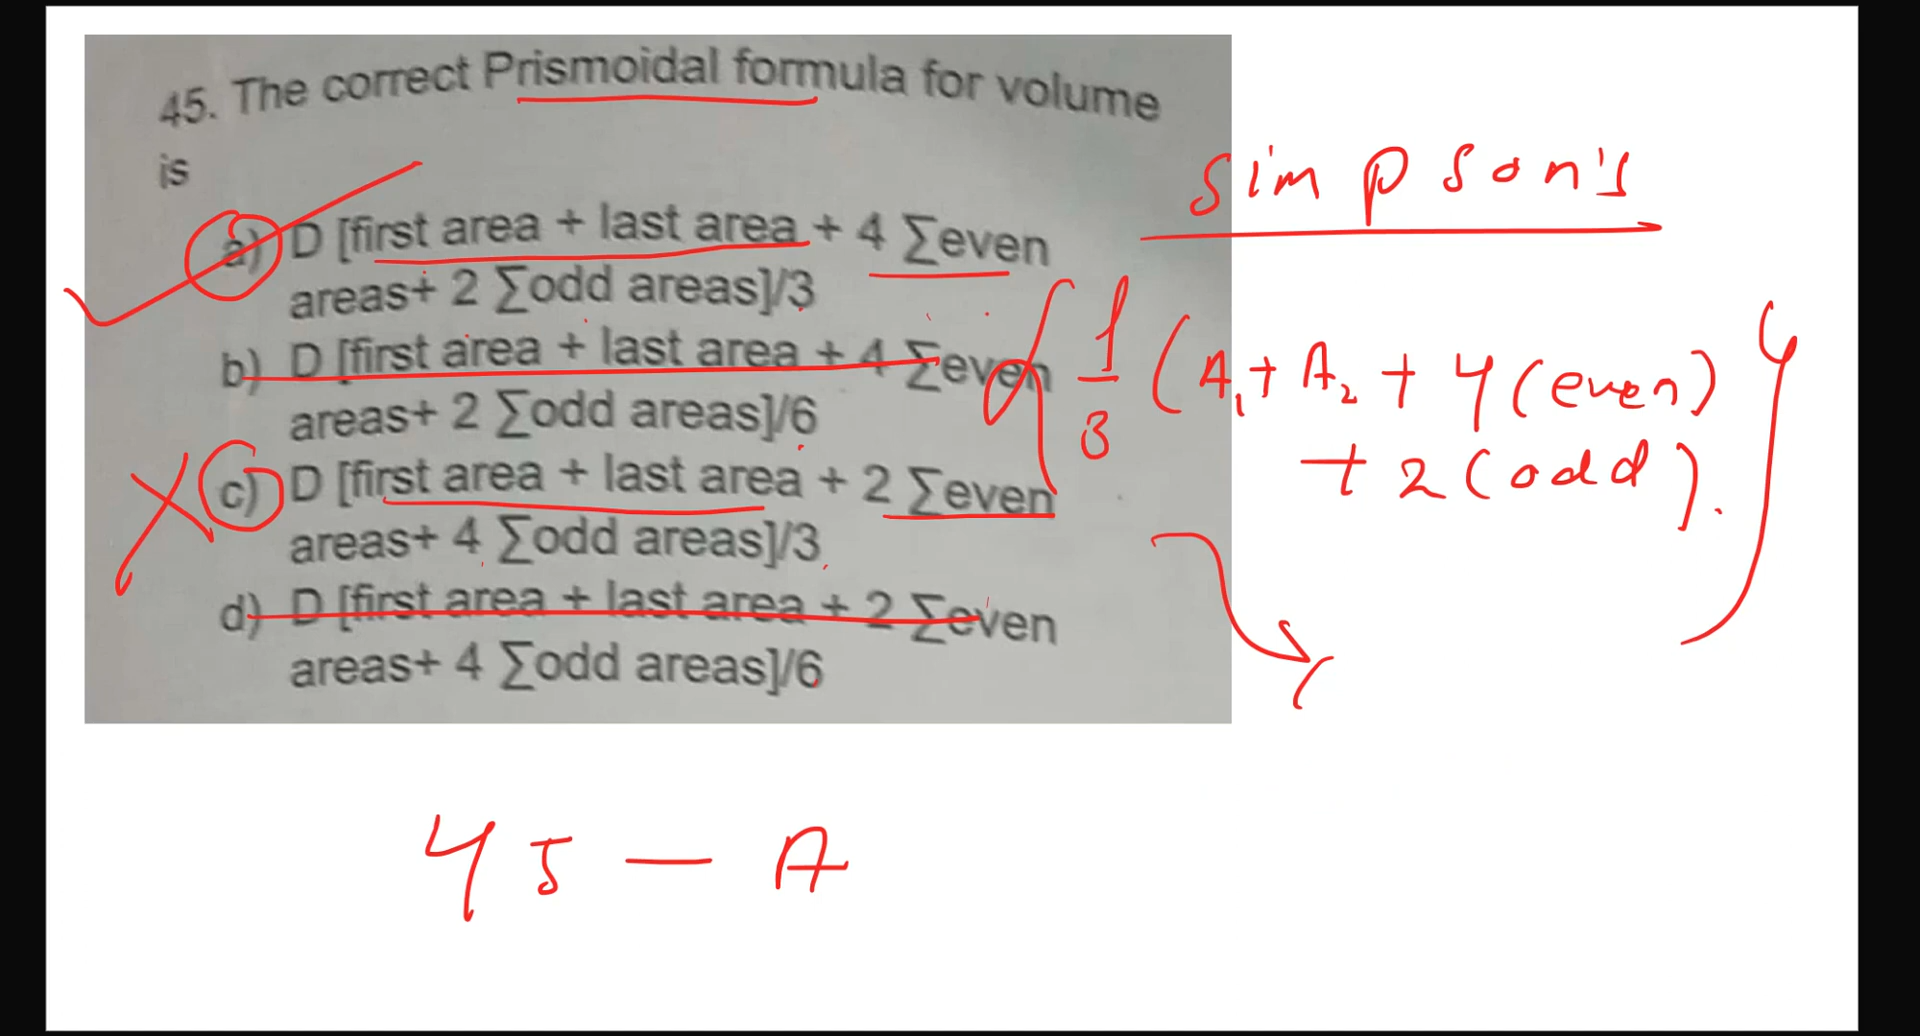 45. The correct Prismoidal formula for volume
is
a) D [first area + last area + 4 ∑even
areas+ 2 ∑odd areas]/3
b) D [first area + last area + 4 ∑even
areas+ 2 ∑odd areas]/6
c) D [first area + last area + 2 ∑even
areas+ 4 ∑odd areas]/3
d) D [first area + last area + 2 ∑even
areas+ 4 ∑odd areas]/6
Simpson's
d/3 (A₁ + A₂ + 4 (even)
+ 2 (odd).
45 — A